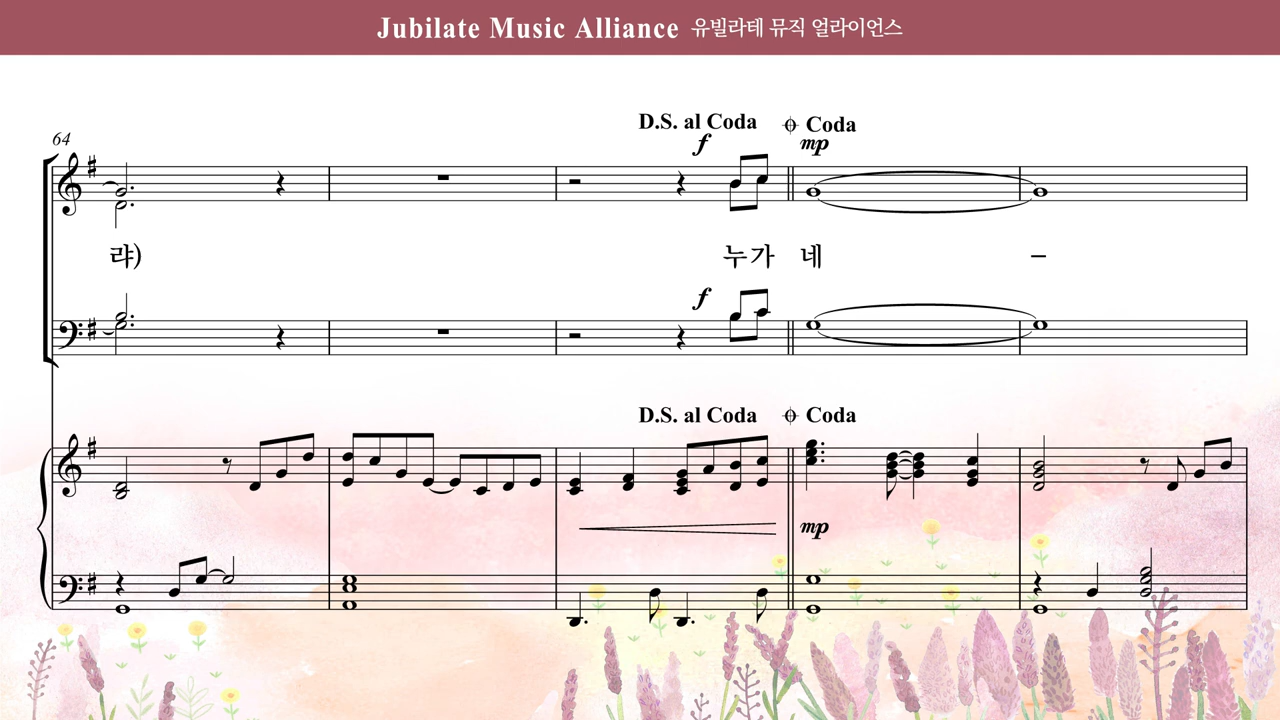 Jubilate Music Alliance 유빌라테 뮤직 얼라이언스
D.S. al Coda Coda
64
f mp
랴) 누가 네 –
f
D.S. al Coda Coda
mp